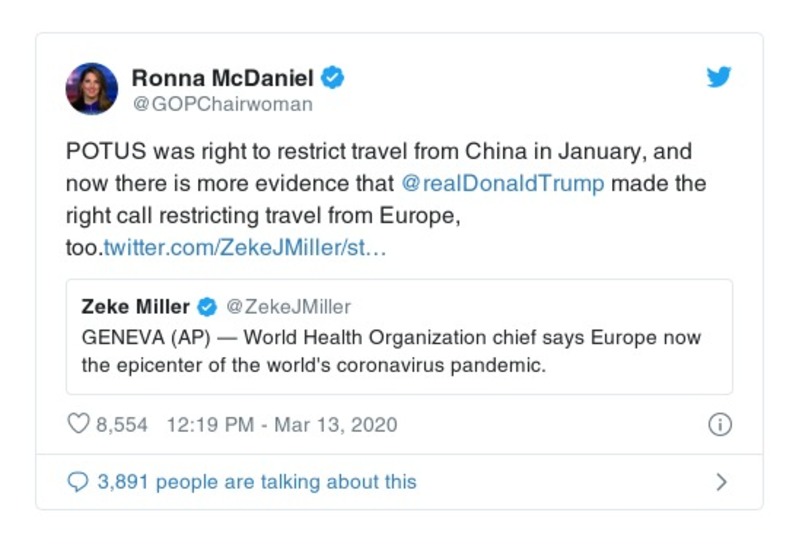 Ronna McDaniel
@GOPChairwoman
POTUS was right to restrict travel from China in January, and
now there is more evidence that @realDonaldTrump made the
right call restricting travel from Europe,
too.twitter.com/ZekeJMiller/st…
Zeke Miller @ZekeJMiller
GENEVA (AP) — World Health Organization chief says Europe now
the epicenter of the world's coronavirus pandemic.
8,554 12:19 PM - Mar 13, 2020
3,891 people are talking about this